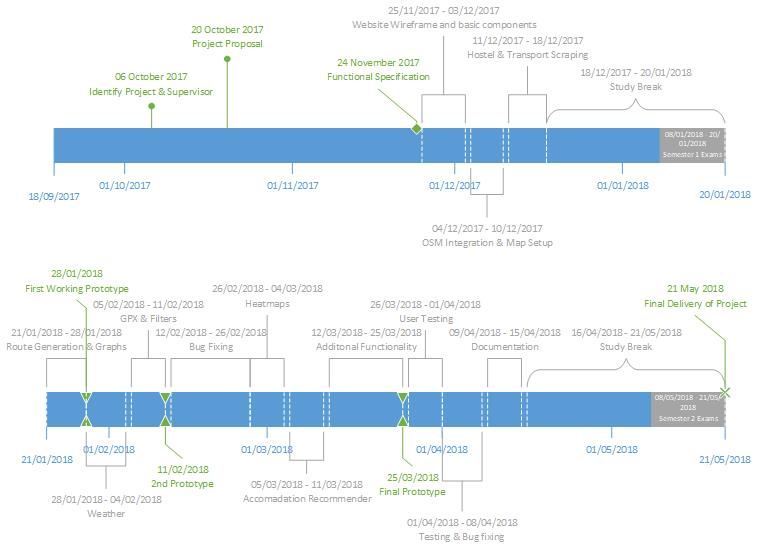 25/11/2017 - 03/12/2017
Website Wireframe and basic components
20 October 2017
Project Proposal
11/12/2017 - 18/12/2017
Hostel & Transport Scraping
24 November 2017
Functional Specification
06 October 2017
Identify Project & Supervisor
18/12/2017 - 20/01/2018
Study Break
08/01/2018 - 20/
01/2018
Semester 1 Exams
18/09/2017
01/10/2017
01/11/2017
01/12/2017
01/01/2018
20/01/2018
04/12/2017 - 10/12/2017
OSM Integration & Map Setup
28/01/2018
First Working Prototype
26/02/2018 - 04/03/2018
Heatmaps
21 May 2018
Final Delivery of Project
05/02/2018 - 11/02/2018
GPX & Filters
26/03/2018 - 01/04/2018
User Testing
21/01/2018 - 28/01/2018
Route Generation & Graphs
12/02/2018 - 26/02/2018
Bug Fixing
12/03/2018 - 25/03/2018
Additonal Functionality
09/04/2018 - 15/04/2018
Documentation
16/04/2018 - 21/05/2018
Study Break
08/05/2018 - 21/05/
2018
Semester 2 Exams
21/01/2018
01/02/2018
01/03/2018
01/04/2018
01/05/2018
21/05/2018
11/02/2018
2nd Prototype
25/03/2018
Final Prototype
28/01/2018 - 04/02/2018
Weather
05/03/2018 - 11/03/2018
Accomadation Recommender
01/04/2018 - 08/04/2018
Testing & Bug fixing